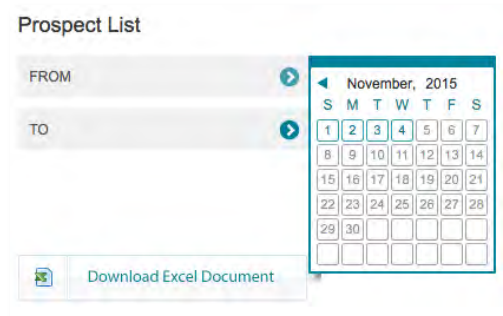 Prospect List
FROM
TO
November, 2015
S M T W T F S
1 2 3 4 5 6 7
8 9 10 11 12 13 14
15 16 17 18 19 20 21
22 23 24 25 26 27 28
29 30
Download Excel Document